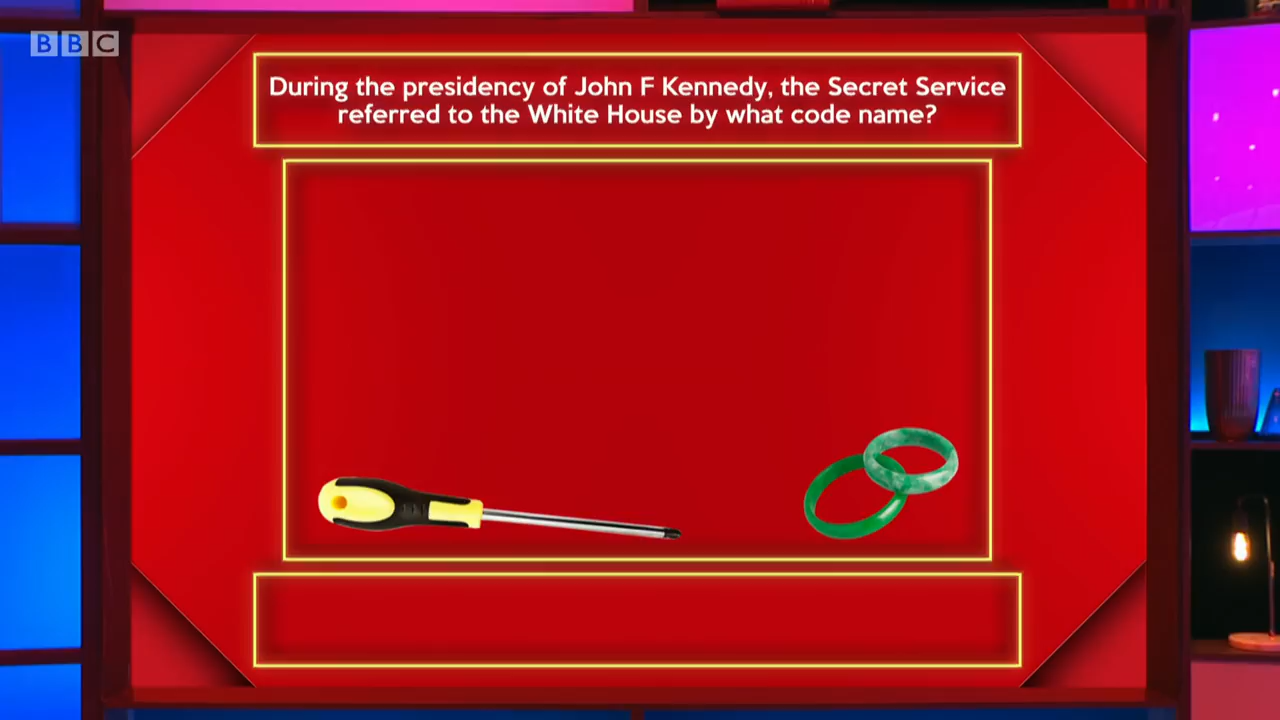 BBC
During the presidency of John F Kennedy, the Secret Service
referred to the White House by what code name?